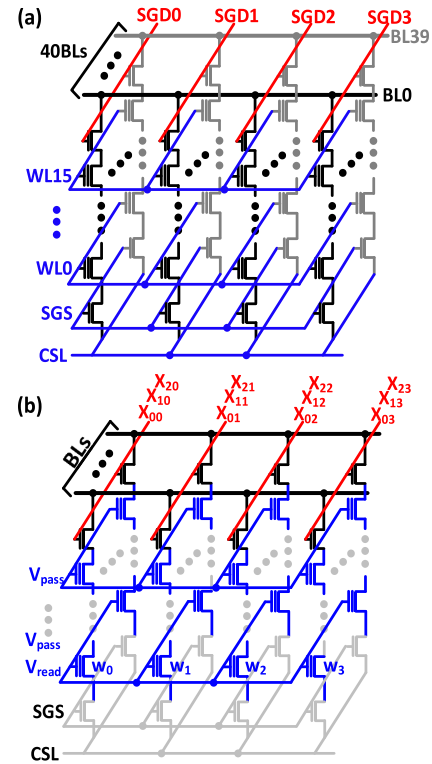 (a)
SGD0 SGD1 SGD2 SGD3
40BLs
BL39
BL0
WL15
WL0
SGS
CSL
(b)
X20 X21 X22 X23
X10 X11 X12 X13
X00 X01 X02 X03
BLs
Vpass
Vpass
Vread
w0 w1 w2 w3
SGS
CSL